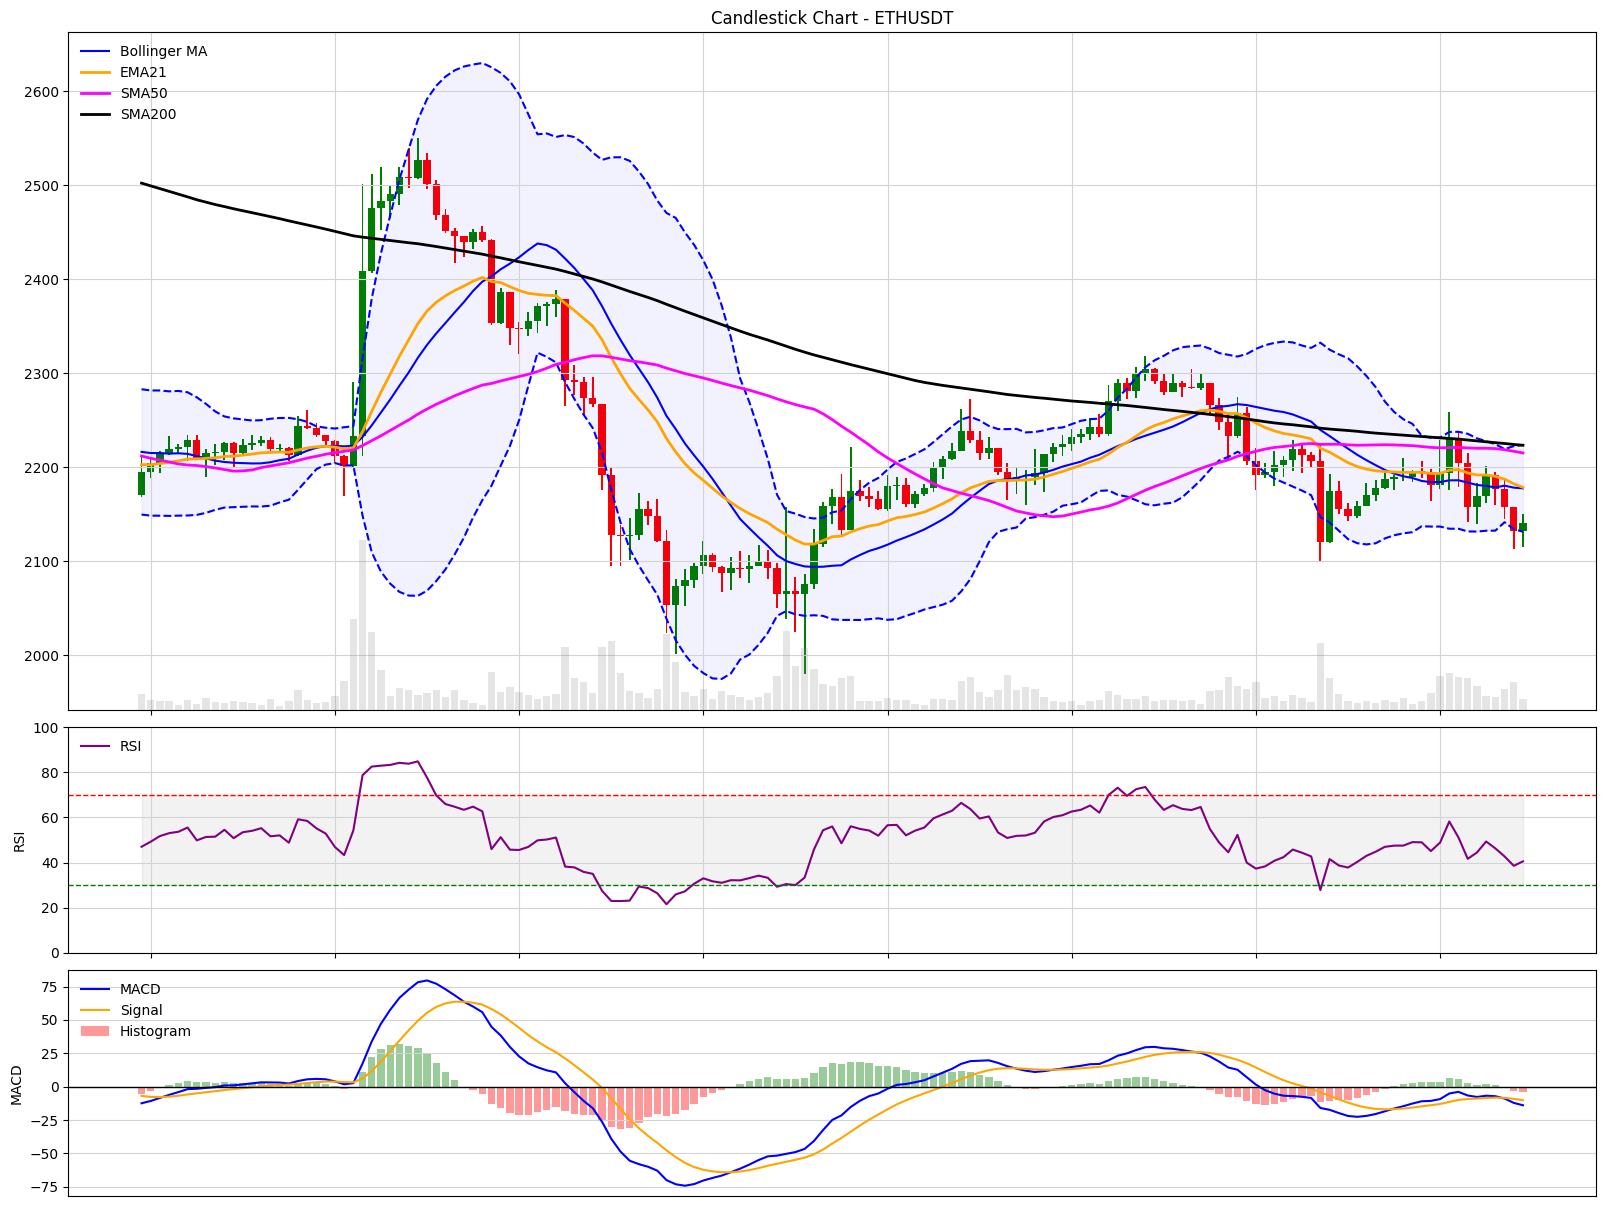 Candlestick Chart - ETHUSDT
Bollinger MA
EMA21
SMA50
SMA200
2600
2500
2400
2300
2200
2100
2000
RSI
100
80
60
40
20
0
RSI
MACD
Signal
Histogram
75
50
25
0
−25
−50
−75
MACD